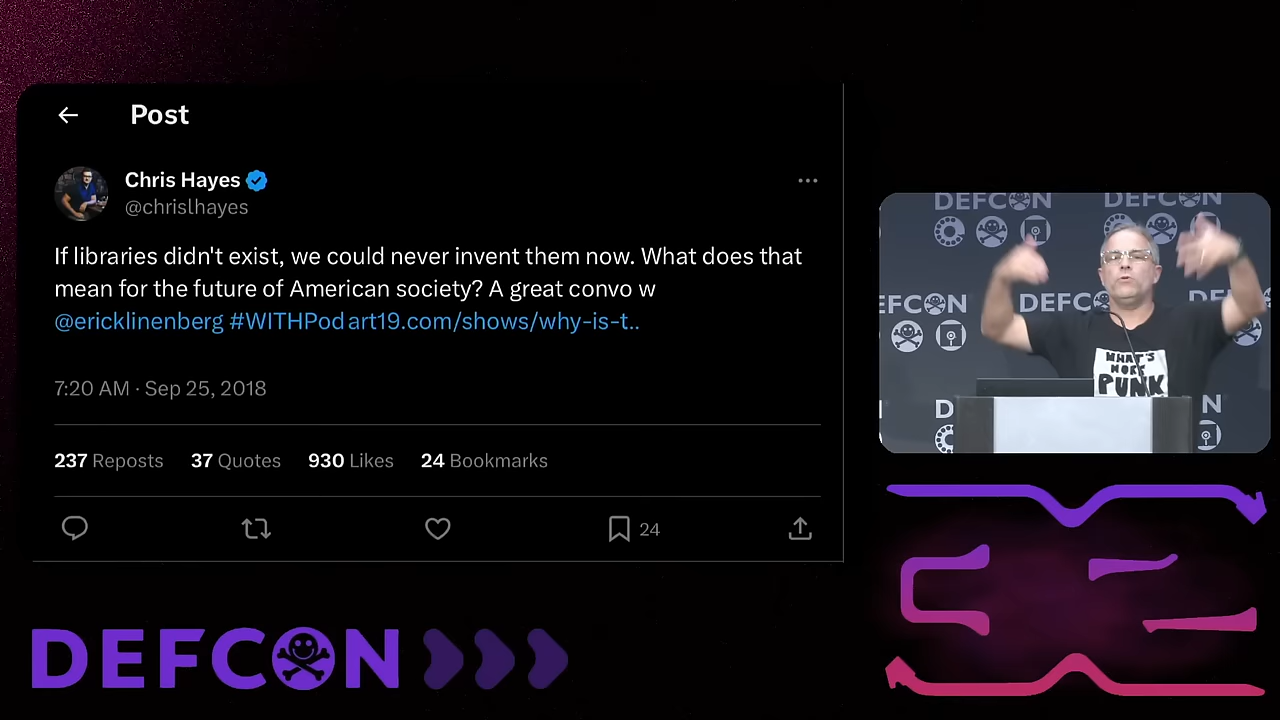 Post
Chris Hayes
@chrislhayes
If libraries didn't exist, we could never invent them now. What does that
mean for the future of American society? A great convo w
@ericklinenberg #WITHPod art19.com/shows/why-is-t..
7:20 AM · Sep 25, 2018
237 Reposts 37 Quotes 930 Likes 24 Bookmarks
24
DEFCON
DEFCON
DEFCON
DEFCON
WHAT'S
MORE
PUNK
D
N
DEFCON